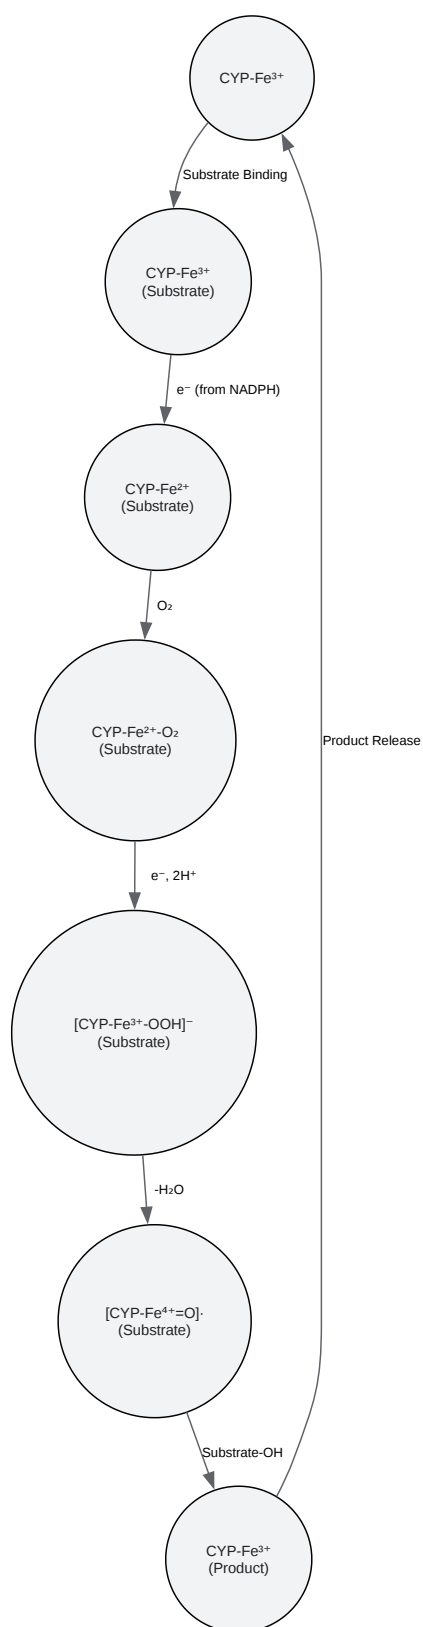 CYP-Fe³⁺
Substrate Binding
CYP-Fe³⁺
(Substrate)
e⁻ (from NADPH)
CYP-Fe²⁺
(Substrate)
O₂
CYP-Fe²⁺-O₂
(Substrate)
Product Release
e⁻, 2H⁺
[CYP-Fe³⁺-OOH]⁻
(Substrate)
-H₂O
[CYP-Fe⁴⁺=O]·
(Substrate)
Substrate-OH
CYP-Fe³⁺
(Product)